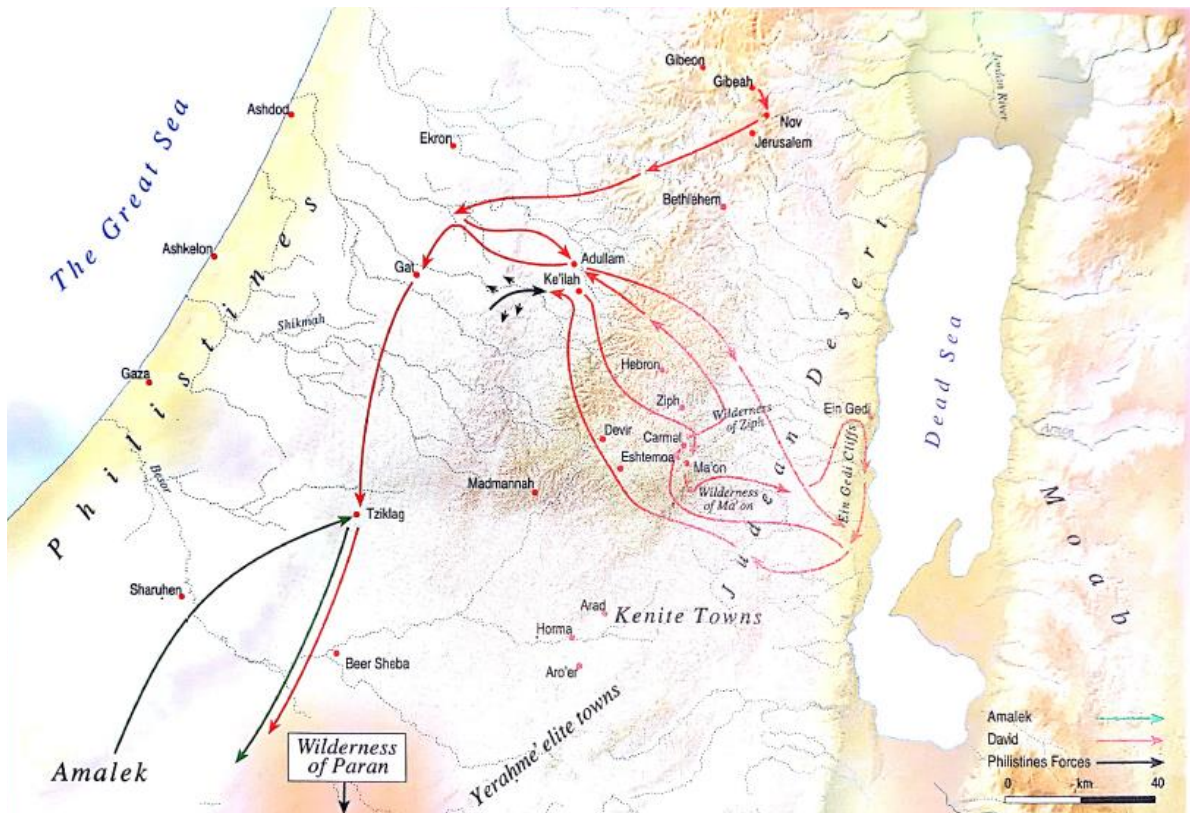 Gibeon
Gibeah
Jordan River
Ashdod
Nov
Ekron
Jerusalem
The Great Sea
Bethlehem
Ashkelon
Adullam
Gat
Ke'ilah
Philistines
Judean Desert
Dead Sea
Shikmah
Hebron
Gaza
Ziph
Wilderness
of Ziph
Ein Gedi
Arnon
Devir
Carmel
Eshtemoa
Ma'on
Ein Gedi Cliffs
Besor
Madmannah
Wilderness
of Ma'on
Moab
Tziklag
Sharuhen
Arad
Kenite Towns
Horma
Beer Sheba
Aro'er
Yerahme' elite towns
Amalek
Wilderness
of Paran
Amalek
David
Philistines Forces
0 km 40